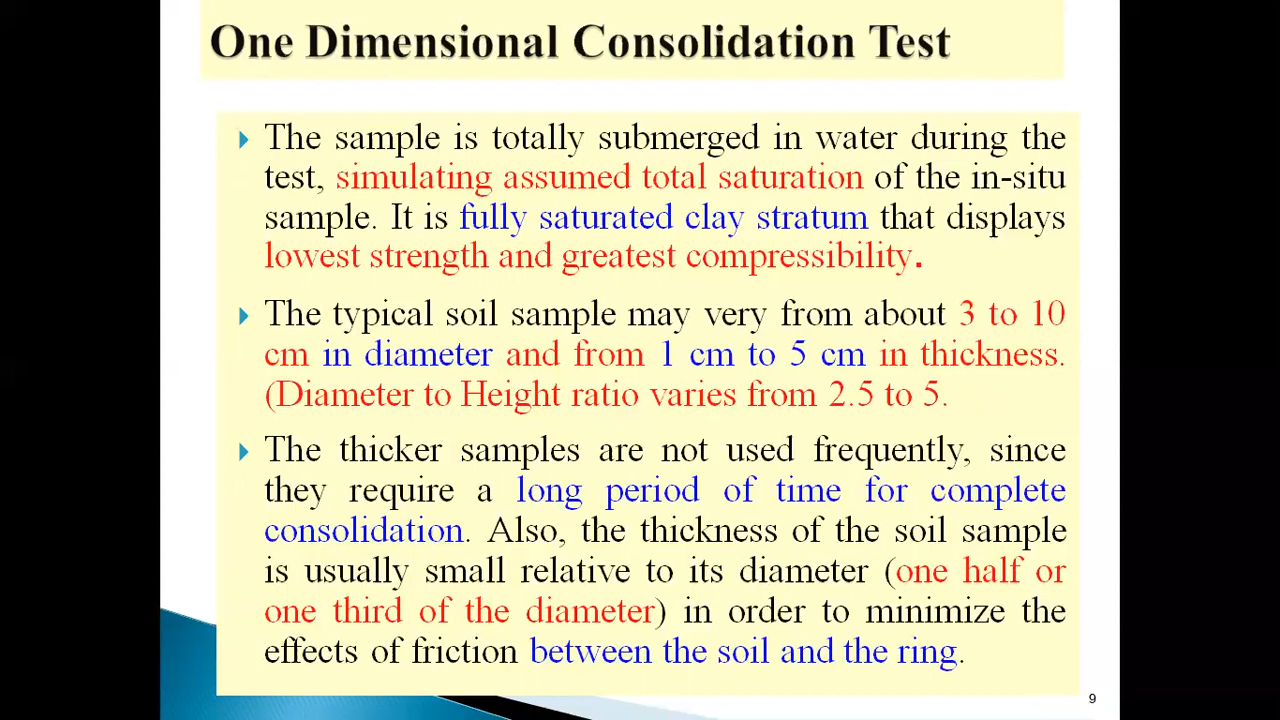 One Dimensional Consolidation Test
The sample is totally submerged in water during the
test, simulating assumed total saturation of the in-situ
sample. It is fully saturated clay stratum that displays
lowest strength and greatest compressibility.
The typical soil sample may very from about 3 to 10
cm in diameter and from 1 cm to 5 cm in thickness.
(Diameter to Height ratio varies from 2.5 to 5.
The thicker samples are not used frequently, since
they require a long period of time for complete
consolidation. Also, the thickness of the soil sample
is usually small relative to its diameter (one half or
one third of the diameter) in order to minimize the
effects of friction between the soil and the ring.
9